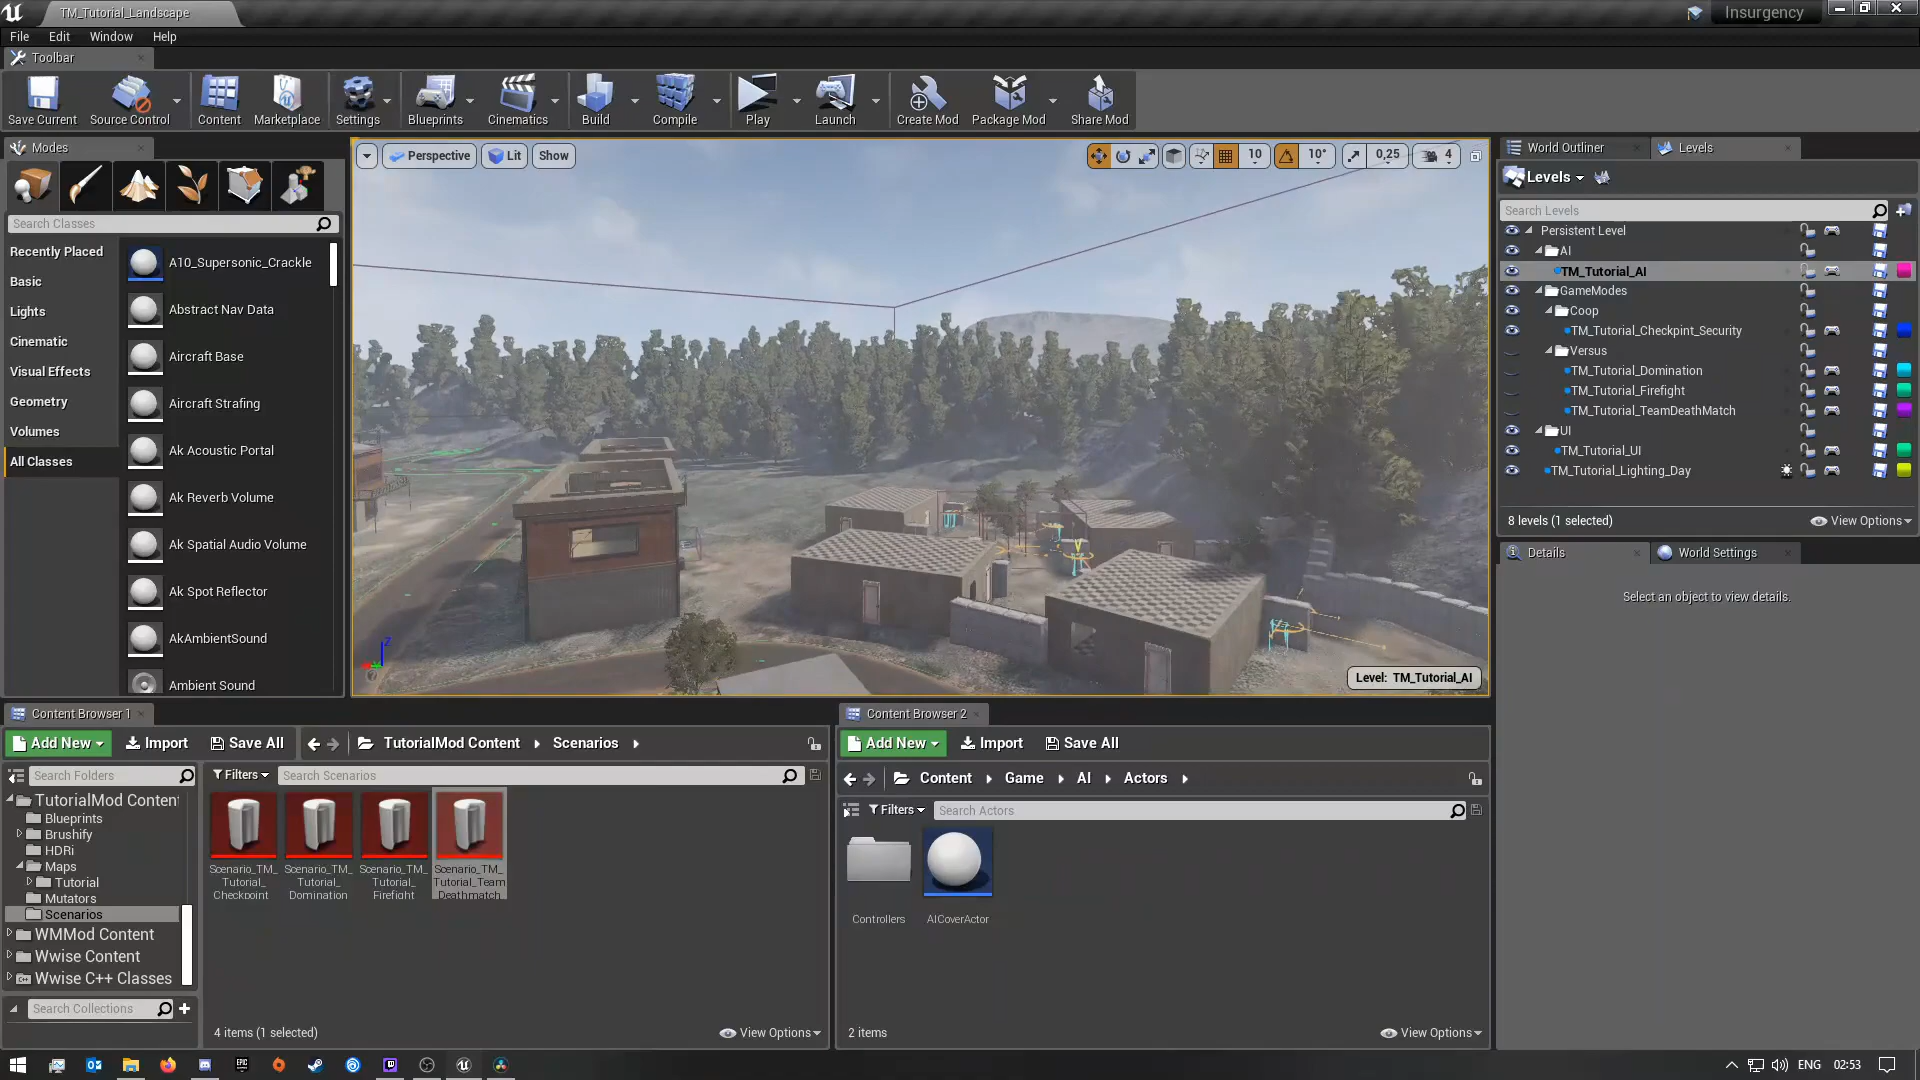 TM_Tutorial_Landscape
Insurgency
File Edit Window Help
Toolbar
Save Current
Source Control
Content
Marketplace
Settings
Blueprints
Cinematics
Build
Compile
Play
Launch
Create Mod
Package Mod
Share Mod
Modes
Search Classes
Recently Placed
Basic
Lights
Cinematic
Visual Effects
Geometry
Volumes
All Classes
A10_Supersonic_Crackle
Abstract Nav Data
Aircraft Base
Aircraft Strafing
Ak Acoustic Portal
Ak Reverb Volume
Ak Spatial Audio Volume
Ak Spot Reflector
AkAmbientSound
Ambient Sound
Perspective Lit Show
10 10° 0,25 4
Z
Level: TM_Tutorial_AI
World Outliner
Levels
Levels
Search Levels
Persistent Level
AI
TM_Tutorial_AI
GameModes
Coop
TM_Tutorial_Checkpint_Security
Versus
TM_Tutorial_Domination
TM_Tutorial_Firefight
TM_Tutorial_TeamDeathMatch
UI
TM_Tutorial_UI
TM_Tutorial_Lighting_Day
8 levels (1 selected)
View Options
Details
World Settings
Select an object to view details.
Content Browser 1
Add New Import Save All TutorialMod Content Scenarios
Search Folders
Filters
Search Scenarios
TutorialMod Content
Blueprints
Brushify
HDRi
Maps
Tutorial
Mutators
Scenarios
WMMod Content
Wwise Content
Wwise C++ Classes
Search Collections
Scenario_TM_
Tutorial_
Checkpoint
Scenario_TM_
Tutorial_
Domination
Scenario_TM_
Tutorial_
Firefight
Scenario_TM_
Tutorial_Team
Deathmatch
4 items (1 selected)
View Options
Content Browser 2
Add New Import Save All
Content Game AI Actors
Filters
Search Actors
Controllers
AICoverActor
2 items
View Options
EPIC
ENG 02:53